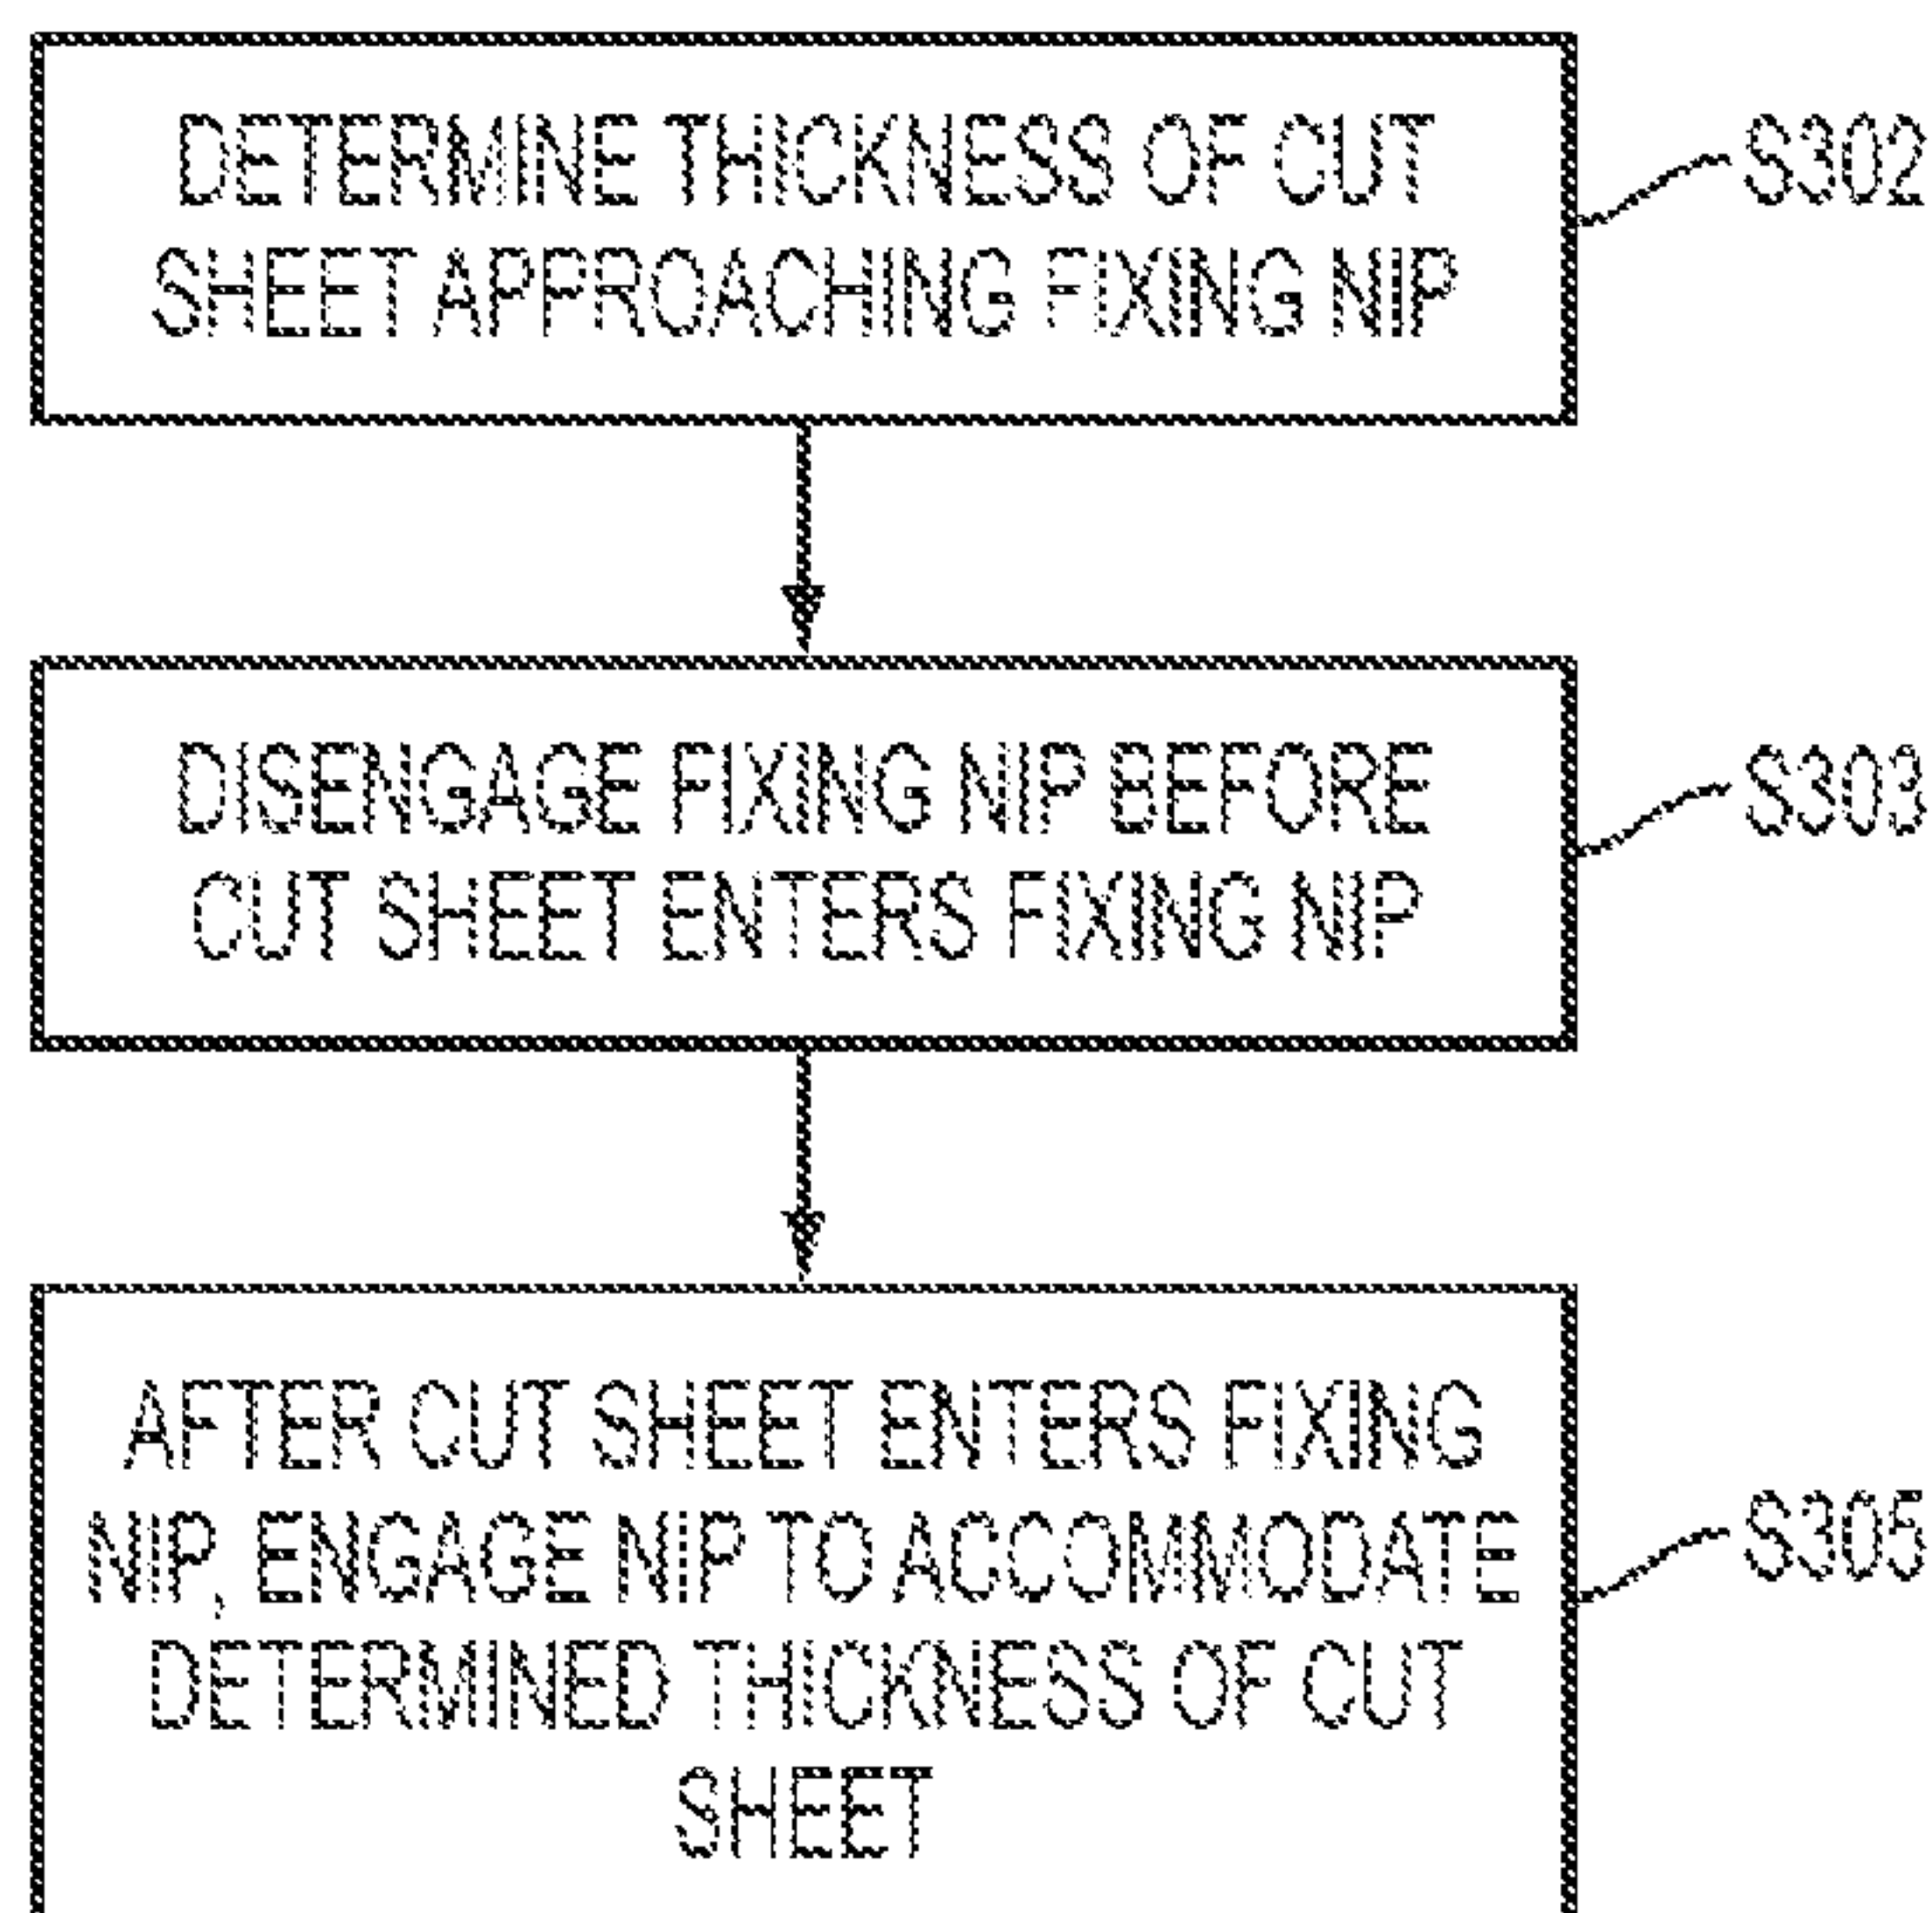 DETERMINE THICKNESS OF CUT
SHEET APPROACHING FIXING NIP
S302
DISENGAGE FIXING NIP BEFORE
CUT SHEET ENTERS FIXING NIP
S303
AFTER CUT SHEET ENTERS FIXING
NIP, ENGAGE NIP TO ACCOMMODATE
DETERMINED THICKNESS OF CUT
SHEET
S305